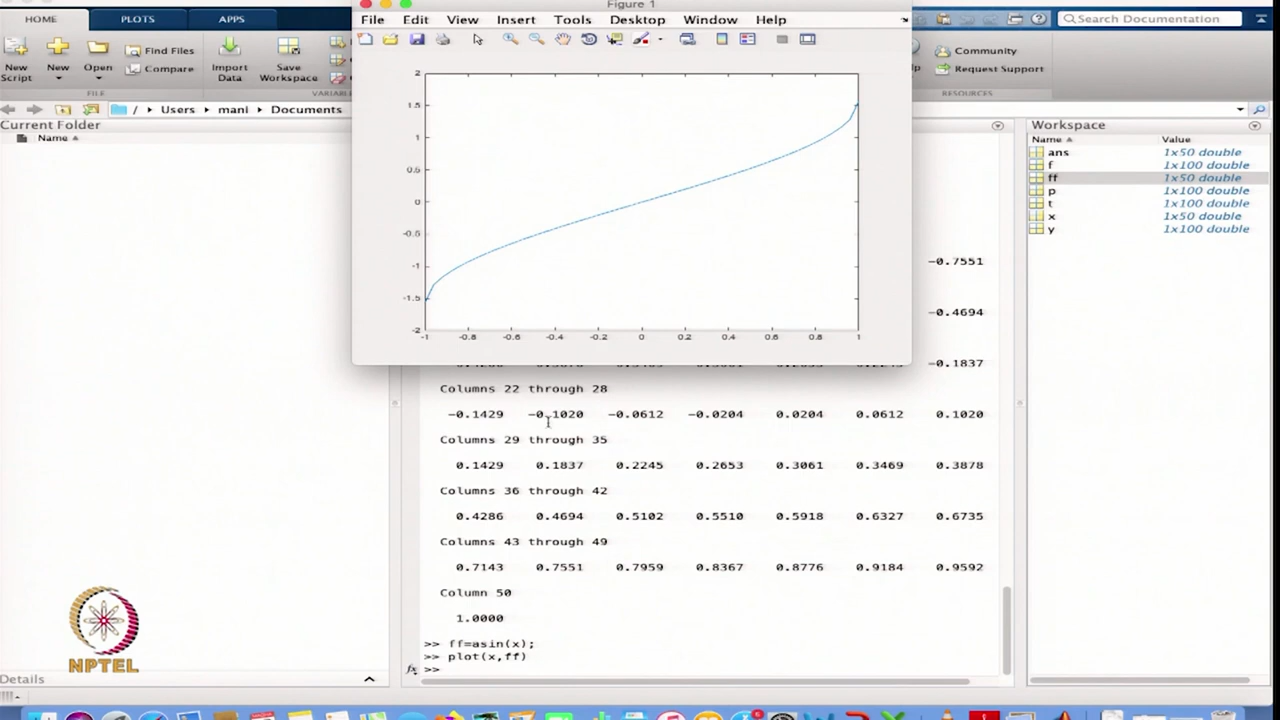 Figure 1
HOME PLOTS APPS
File Edit View Insert Tools Desktop Window Help
Search Documentation
New Script
New
Open
Find Files
Compare
Import Data
Save Workspace
Community
Request Support
FILE
RESOURCES
/ Users mani Documents
Current Folder
Name
Workspace
Name Value
ans 1x50 double
f 1x100 double
ff 1x50 double
p 1x100 double
t 1x100 double
x 1x50 double
y 1x100 double
2
1.5
1
0.5
0
-0.5
-1
-1.5
-2
-1 -0.8 -0.6 -0.4 -0.2 0 0.2 0.4 0.6 0.8 1
-0.7551
-0.4694
-0.1837
Columns 22 through 28
-0.1429 -0.1020 -0.0612 -0.0204 0.0204 0.0612 0.1020
Columns 29 through 35
0.1429 0.1837 0.2245 0.2653 0.3061 0.3469 0.3878
Columns 36 through 42
0.4286 0.4694 0.5102 0.5510 0.5918 0.6327 0.6735
Columns 43 through 49
0.7143 0.7551 0.7959 0.8367 0.8776 0.9184 0.9592
Column 50
1.0000
>> ff=asin(x);
>> plot(x,ff)
fx >>
NPTEL
Details